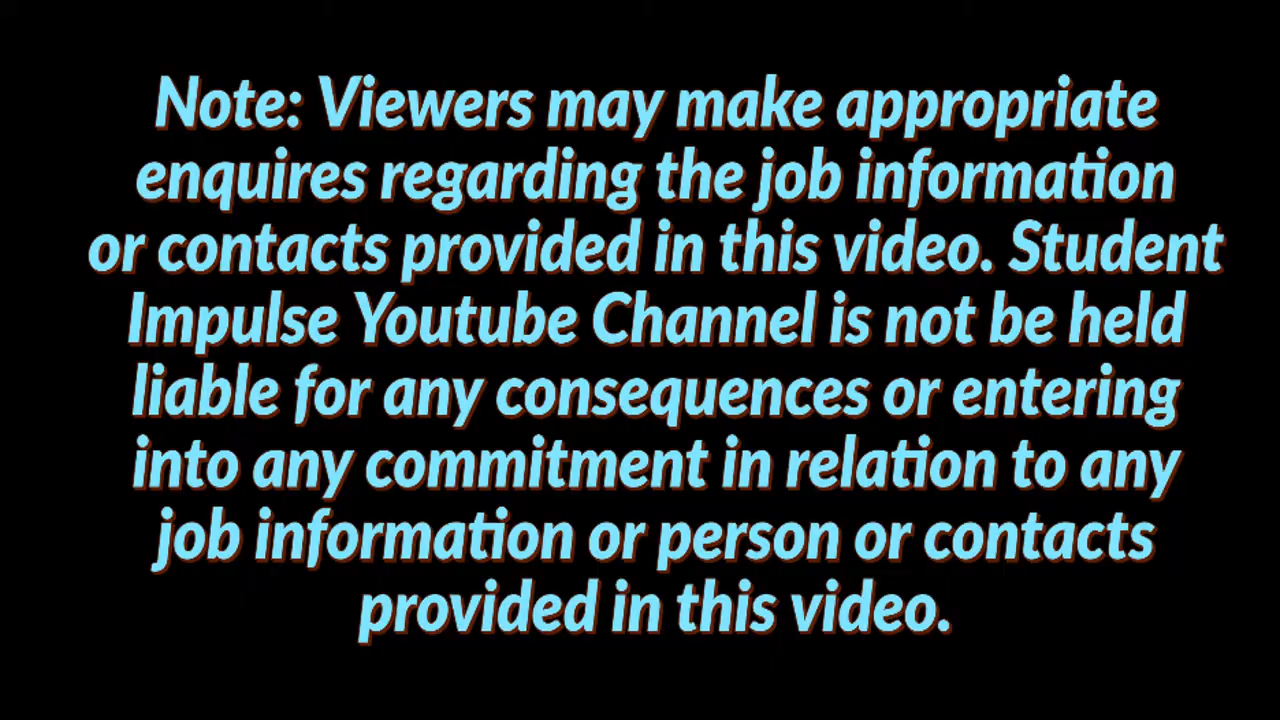 Note: Viewers may make appropriate
enquires regarding the job information
or contacts provided in this video. Student
Impulse Youtube Channel is not be held
liable for any consequences or entering
into any commitment in relation to any
job information or person or contacts
provided in this video.